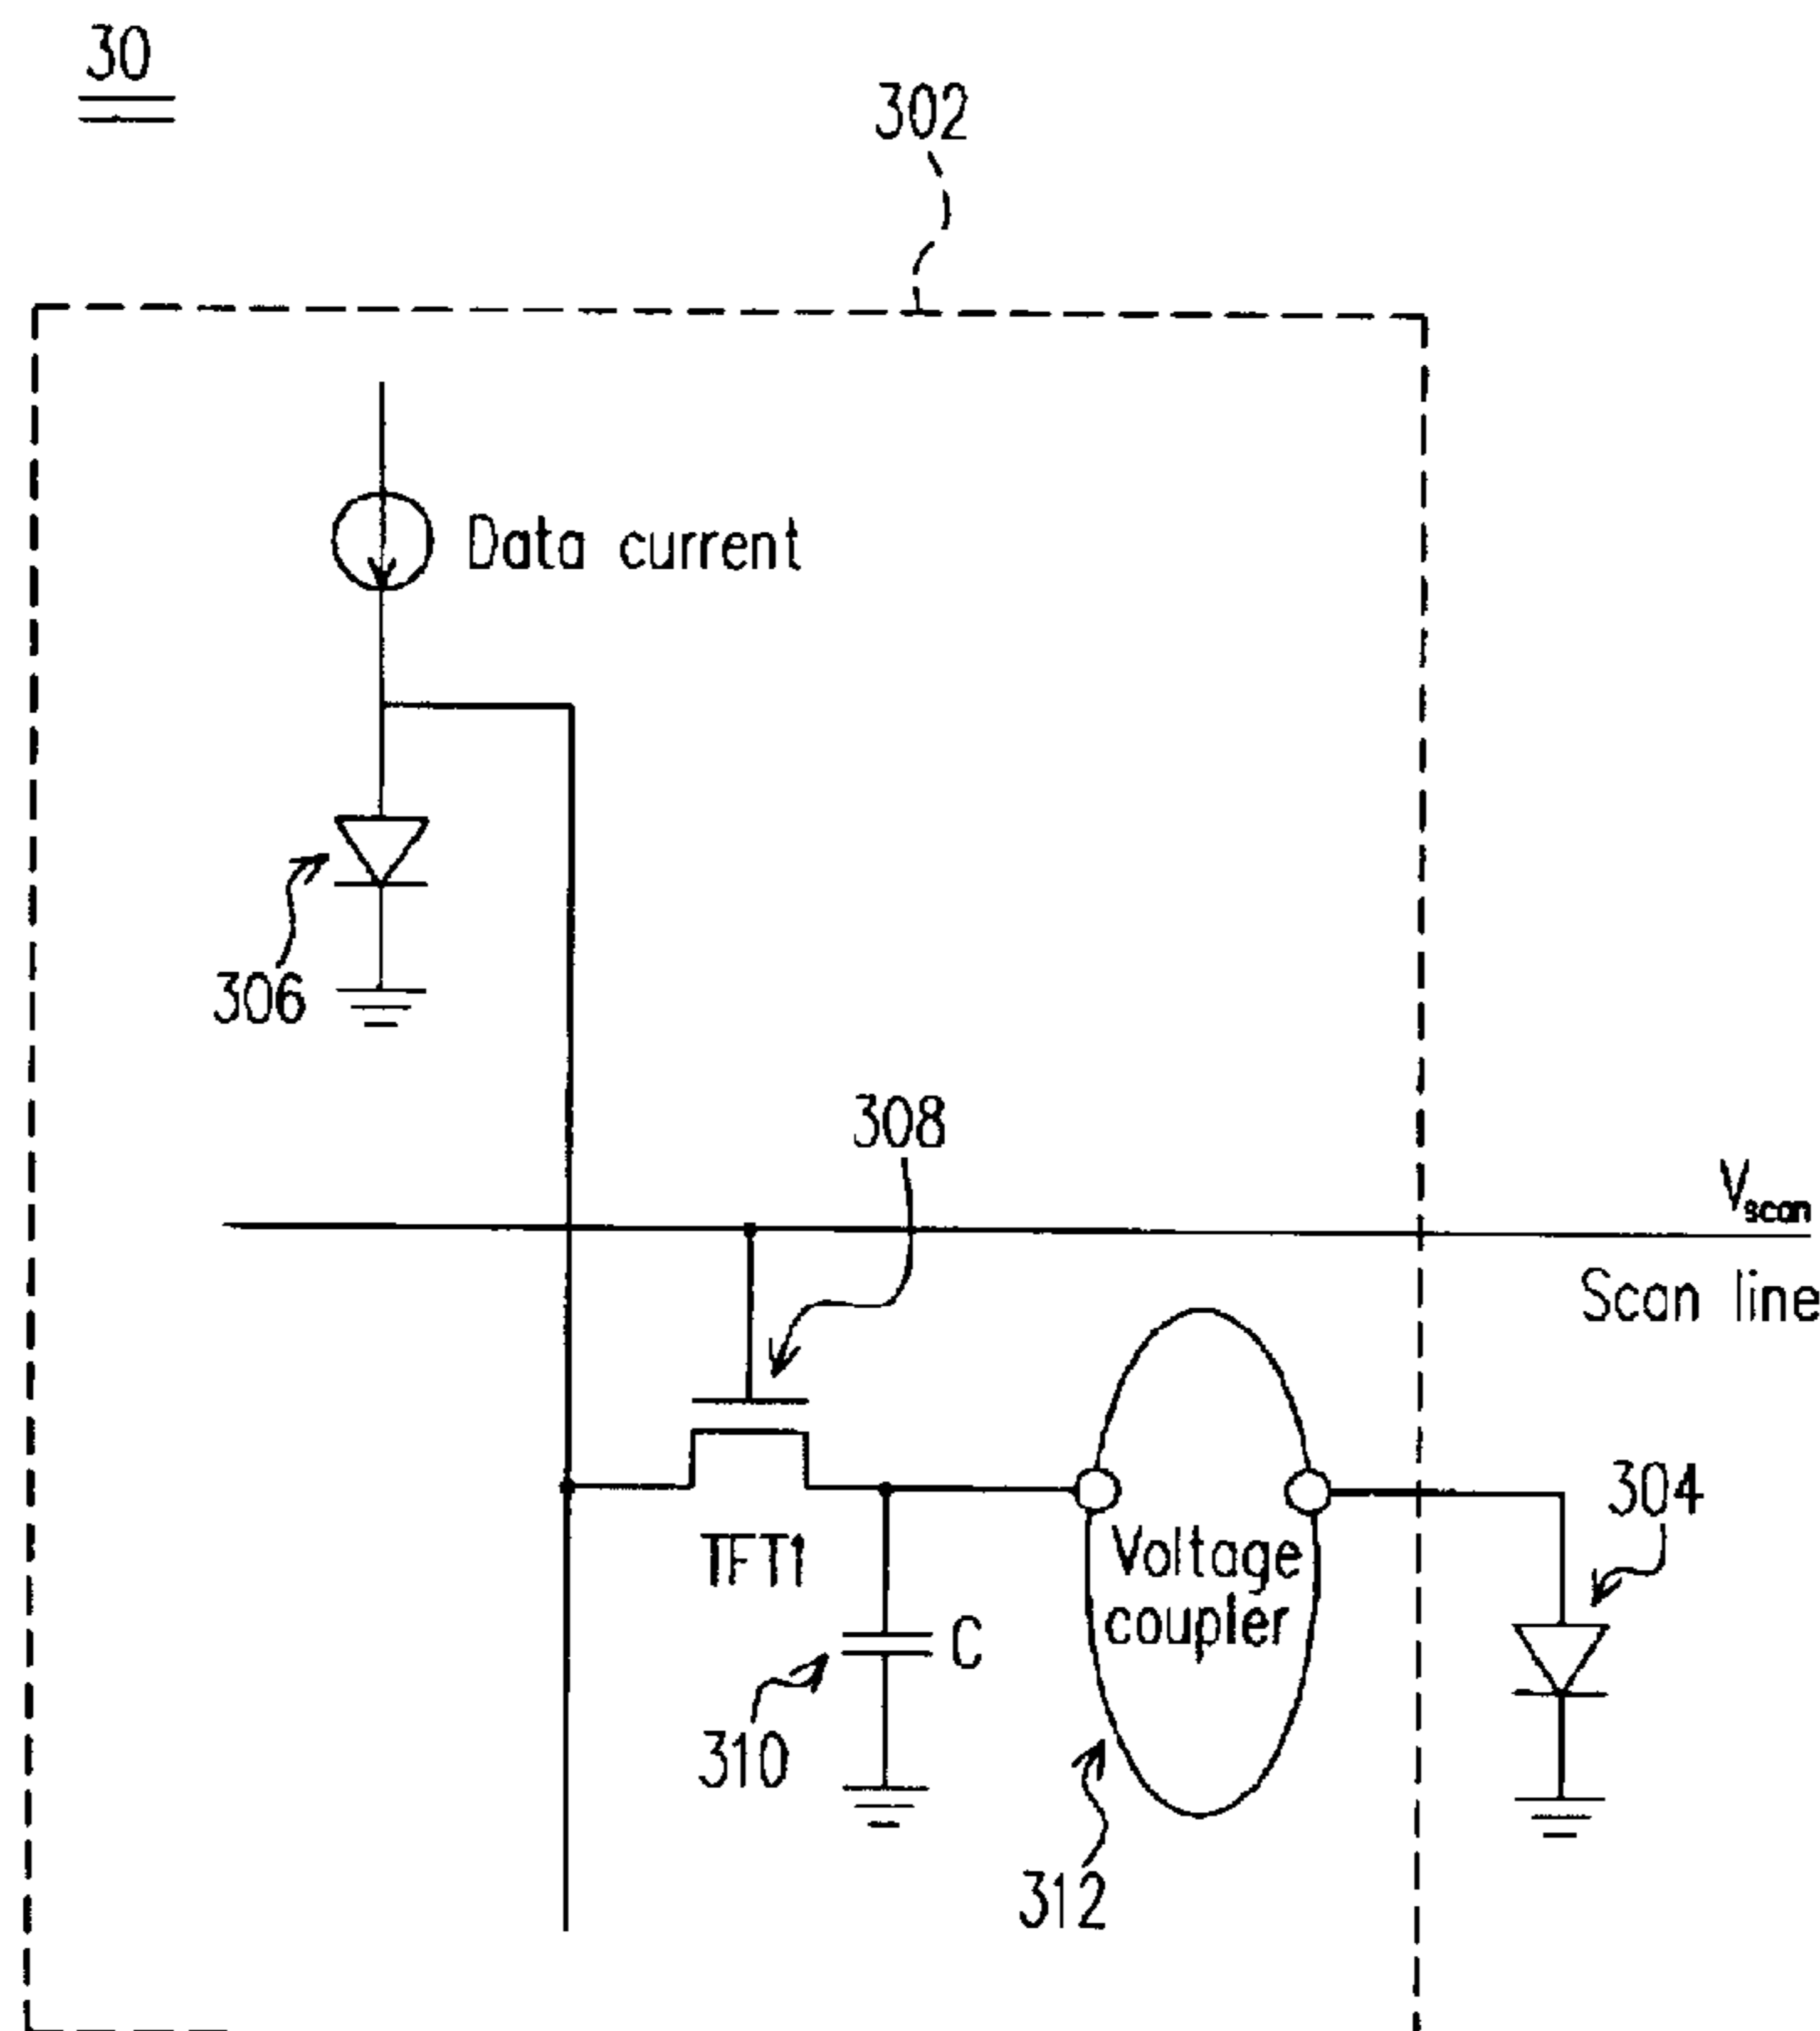 30
302
Data current
306
308
Vscan
Scan line
304
TFT1
Voltage
coupler
C
310
312